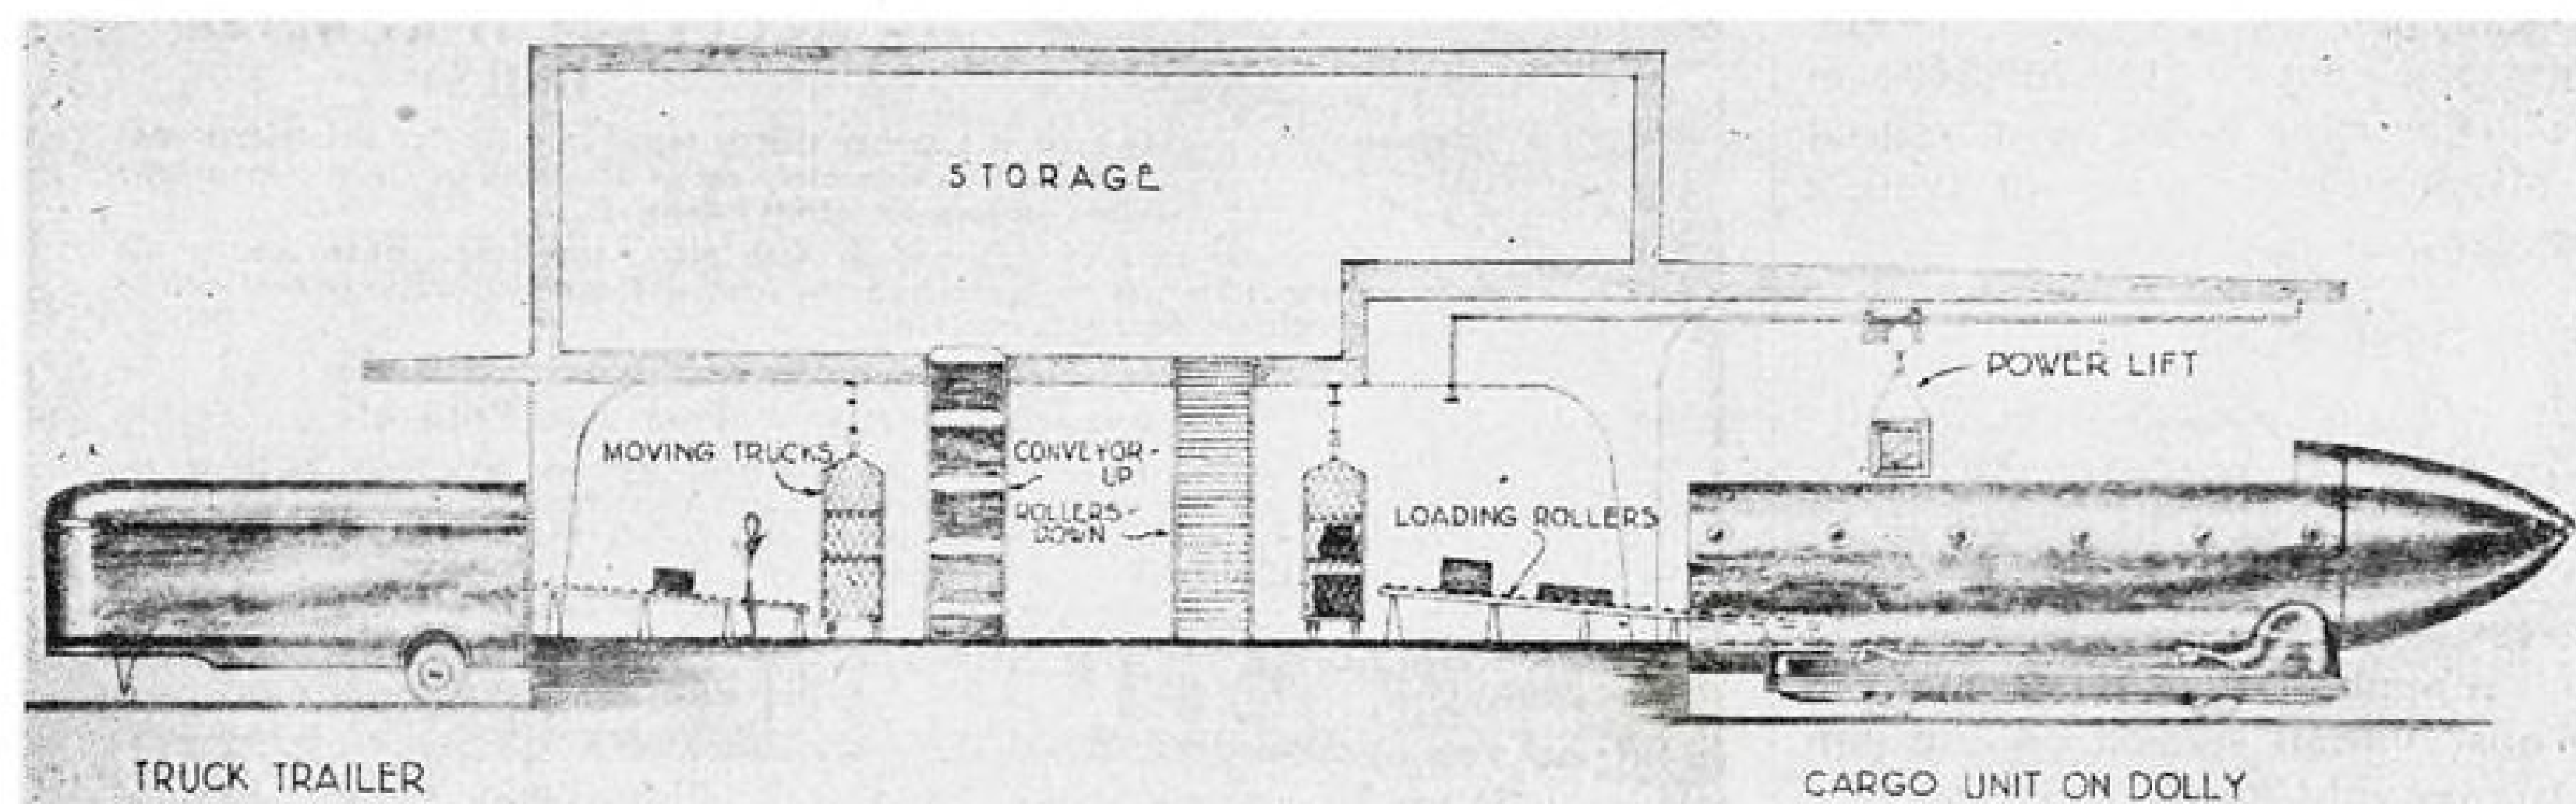 STORAGE
POWER LIFT
MOVING TRUCKS
CONVEYOR-
UP
ROLLERS-
DOWN
LOADING ROLLERS
TRUCK TRAILER
CARGO UNIT ON DOLLY